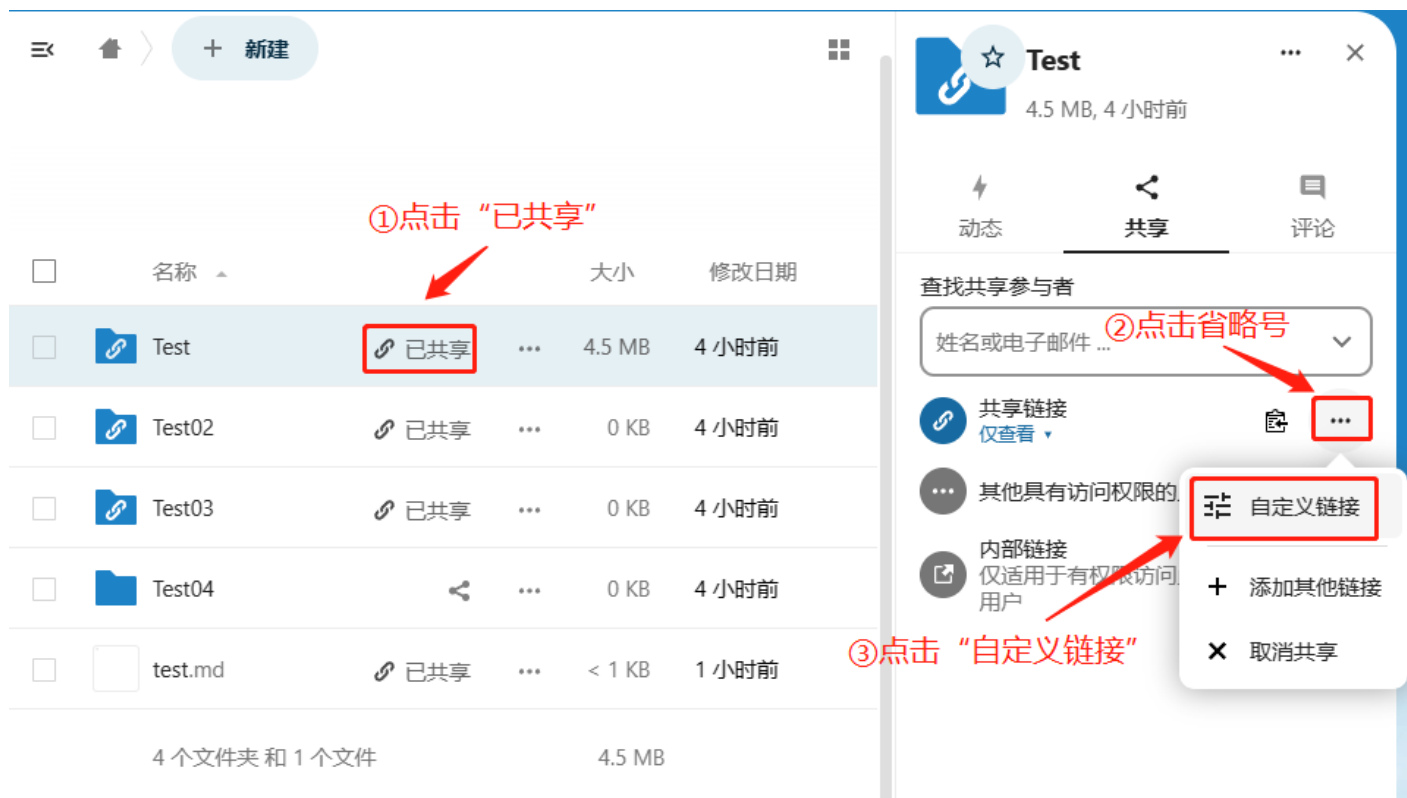 新建
①点击“已共享”
名称 大小 修改日期
Test 已共享 4.5 MB 4 小时前
Test02 已共享 0 KB 4 小时前
Test03 已共享 0 KB 4 小时前
Test04 0 KB 4 小时前
test.md 已共享 < 1 KB 1 小时前
4 个文件夹 和 1 个文件 4.5 MB
Test
4.5 MB, 4 小时前
动态 共享 评论
查找共享参与者
姓名或电子邮件 ...
②点击省略号
共享链接
仅查看
其他具有访问权限的
内部链接
仅适用于有权限访问
用户
自定义链接
添加其他链接
取消共享
③点击“自定义链接”